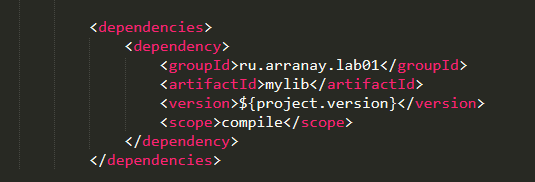 <dependencies>
<dependency>
<groupId>ru.arranay.lab01</groupId>
<artifactId>mylib</artifactId>
<version>${project.version}</version>
<scope>compile</scope>
</dependency>
</dependencies>